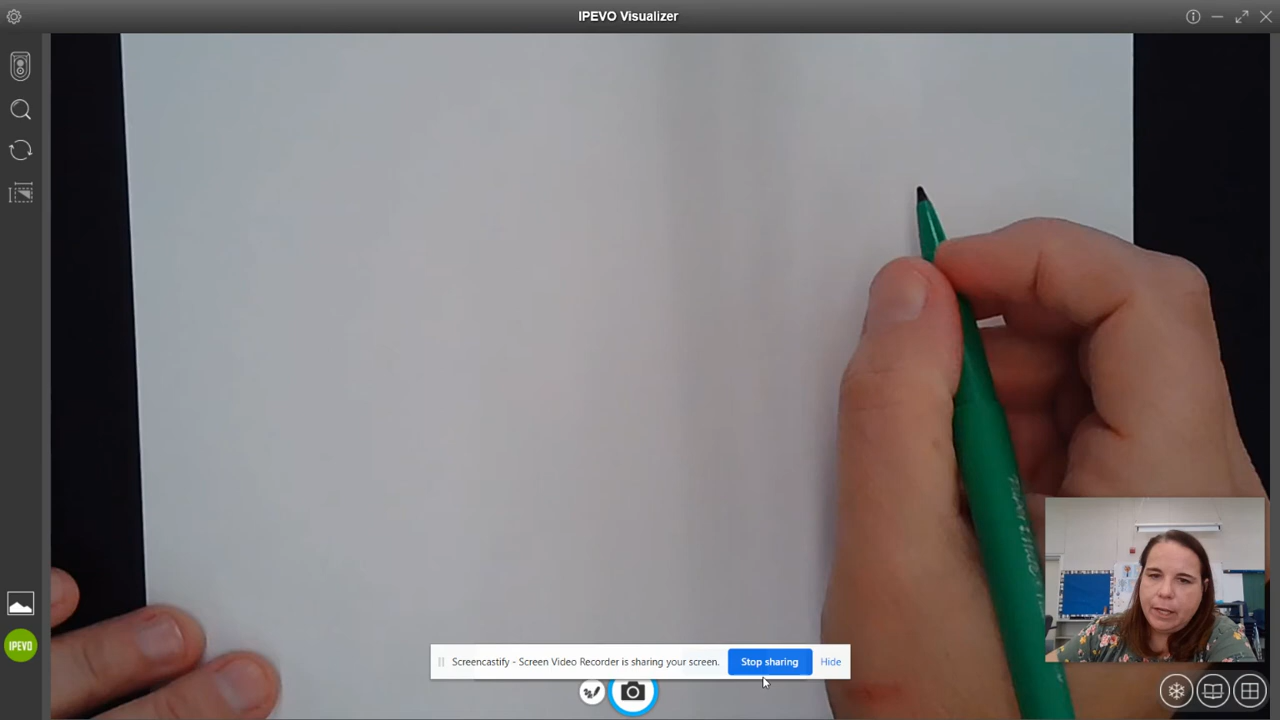 IPEVO Visualizer
IPEVO
Screencastify - Screen Video Recorder is sharing your screen.
Stop sharing
Hide